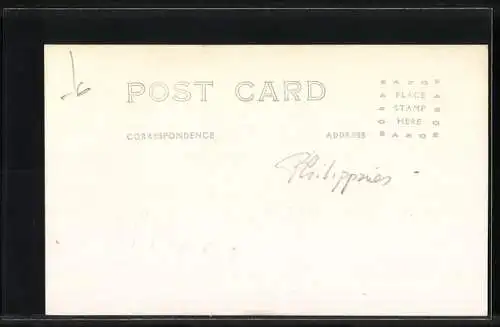 POST CARD
PLACE
STAMP
HERE
CORRESPONDENCE ADDRESS
Philippines